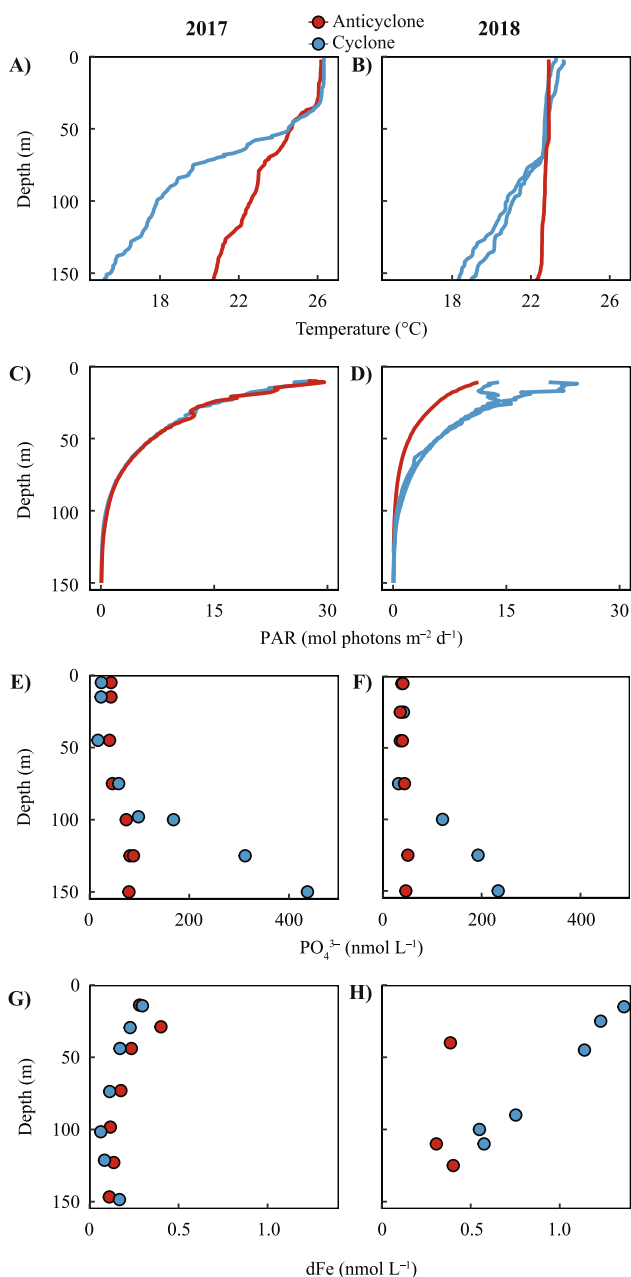 2017
Anticyclone
Cyclone
2018
A)
0
50
100
150
Depth (m)
18
22
26
B)
18
22
26
Temperature (°C)
C)
0
50
100
150
Depth (m)
0
15
30
D)
0
15
30
PAR (mol photons m⁻² d⁻¹)
E)
0
50
100
150
Depth (m)
0
200
400
F)
0
200
400
PO₄³⁻ (nmol L⁻¹)
G)
0
50
100
150
Depth (m)
0
0.5
1.0
H)
0
0.5
1.0
dFe (nmol L⁻¹)